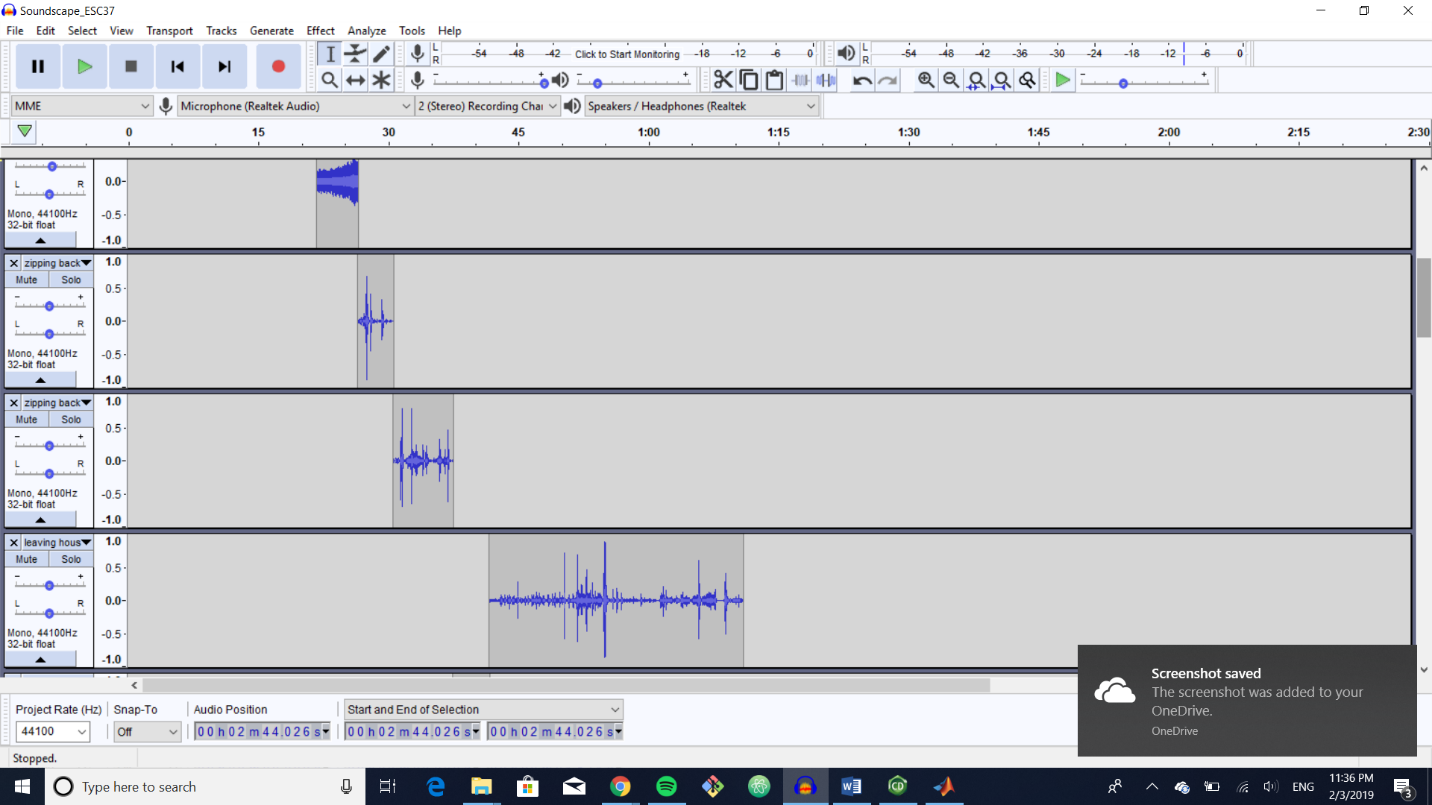 Soundscape_ESC37
File Edit Select View Transport Tracks Generate Effect Analyze Tools Help
L R -54 -48 -42 Click to Start Monitoring -18 -12 -6 0 L R -54 -48 -42 -36 -30 -24 -18 -12 -6 0
MME Microphone (Realtek Audio) 2 (Stereo) Recording Char Speakers / Headphones (Realtek
0 15 30 45 1:00 1:15 1:30 1:45 2:00 2:15 2:30
L R
Mono, 44100Hz
32-bit float
0.0
-0.5
-1.0
zipping back
Mute Solo
- +
L R
Mono, 44100Hz
32-bit float
1.0
0.5
0.0
-0.5
-1.0
zipping back
Mute Solo
- +
L R
Mono, 44100Hz
32-bit float
1.0
0.5
0.0
-0.5
-1.0
leaving hous
Mute Solo
- +
L R
Mono, 44100Hz
32-bit float
1.0
0.5
0.0
-0.5
-1.0
Project Rate (Hz) Snap-To Audio Position Start and End of Selection
44100 Off 00h02m44.026s 00h02m44.026s 00h02m44.026s
Stopped.
Screenshot saved
The screenshot was added to your
OneDrive.
OneDrive
Type here to search
ENG
11:36 PM
2/3/2019
3